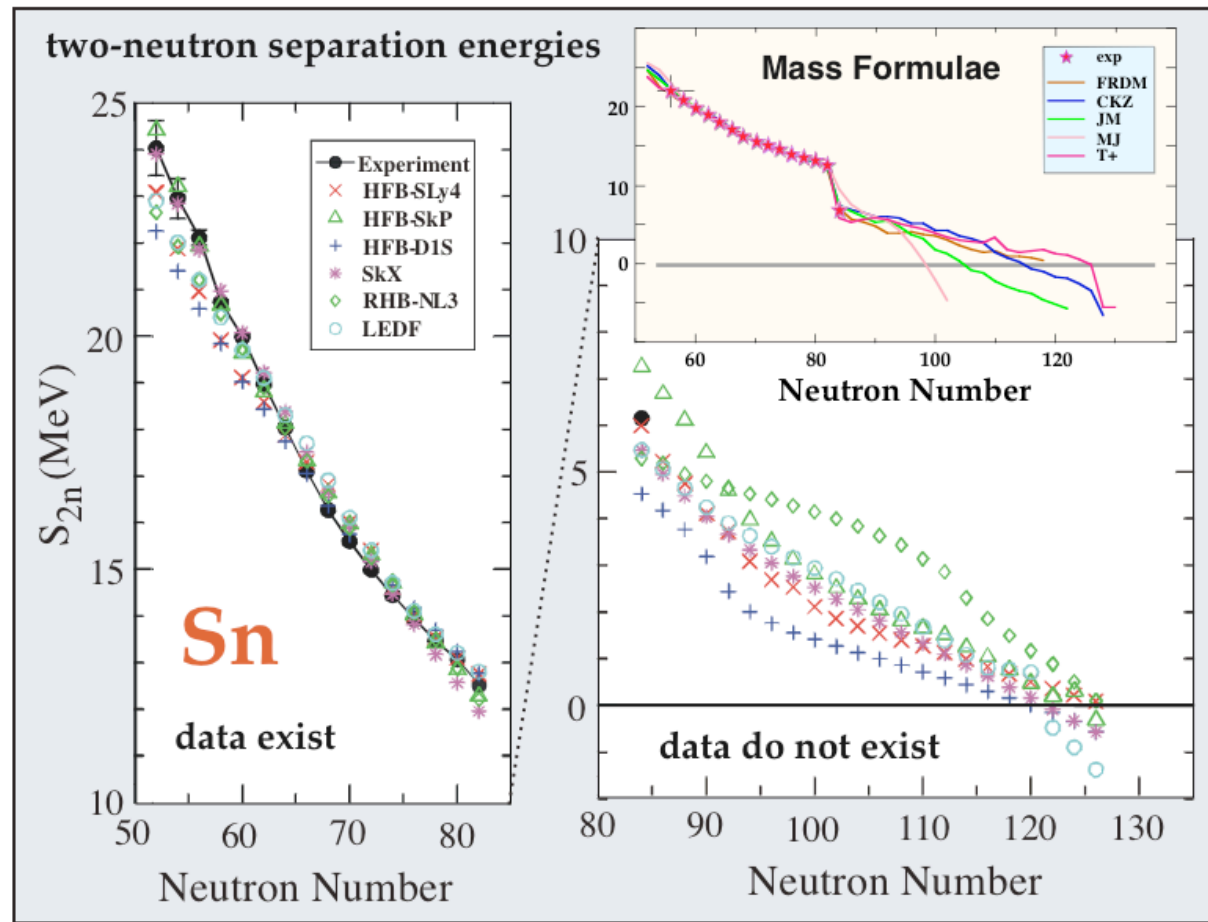 two-neutron separation energies
25
20
15
10
50
60
70
80
S2n(MeV)
Neutron Number
Experiment
HFB-SLy4
HFB-SkP
HFB-D1S
SkX
RHB-NL3
LEDF
Sn
data exist
Mass Formulae
exp
FRDM
CKZ
JM
MJ
T+
20
10
0
60
80
100
120
Neutron Number
10
5
0
data do not exist
80
90
100
110
120
130
Neutron Number